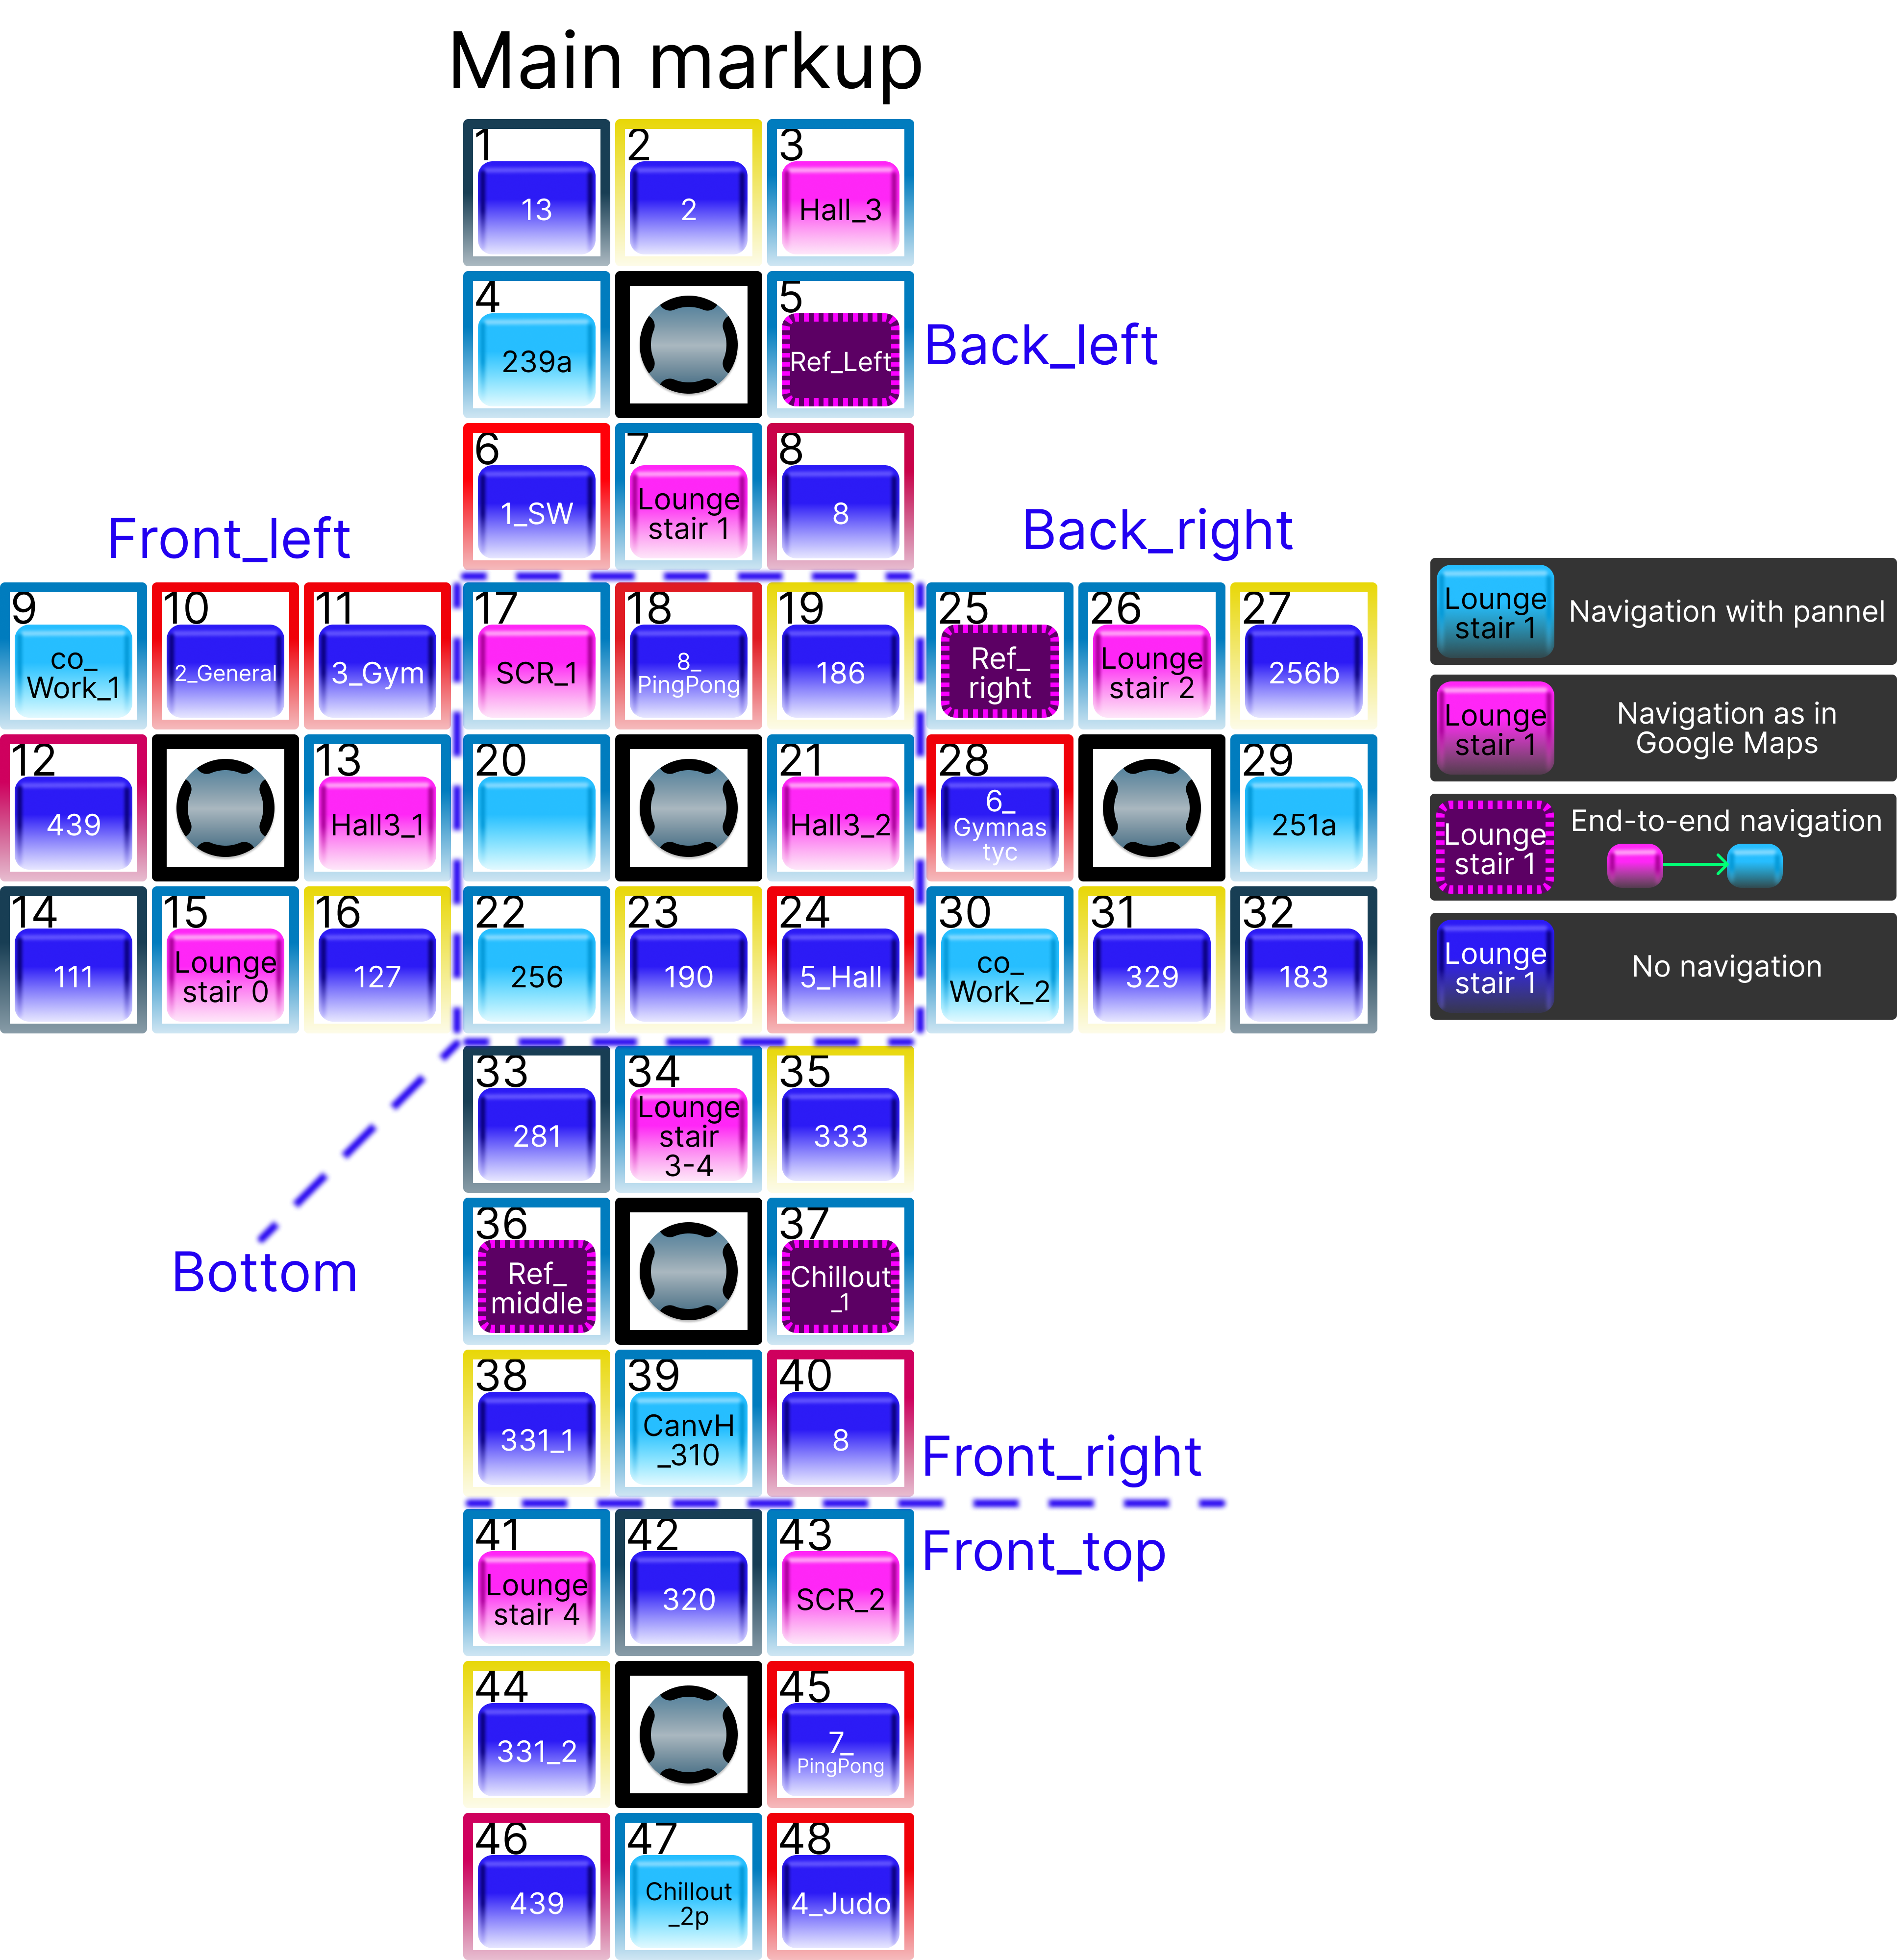 Main markup
1
13
2
2
3
Hall_3
4
239a
5
Ref_Left
Back_left
6
1_SW
7
Lounge
stair 1
8
8
Front_left
Back_right
9
co_
Work_1
10
2_General
11
3_Gym
17
SCR_1
18
8_
PingPong
19
186
25
Ref_
right
26
Lounge
stair 2
27
256b
12
439
13
Hall3_1
20
21
Hall3_2
28
6_
Gymnas
tyc
29
251a
14
111
15
Lounge
stair 0
16
127
22
256
23
190
24
5_Hall
30
co_
Work_2
31
329
32
183
Lounge
stair 1
Navigation with pannel
Lounge
stair 1
Navigation as in
Google Maps
Lounge
stair 1
End-to-end navigation
Lounge
stair 1
No navigation
33
281
34
Lounge
stair
3-4
35
333
36
Ref_
middle
37
Chillout
_1
Bottom
38
331_1
39
CanvH
_310
40
8
Front_right
Front_top
41
Lounge
stair 4
42
320
43
SCR_2
44
331_2
45
7_
PingPong
46
439
47
Chillout
_2p
48
4_Judo